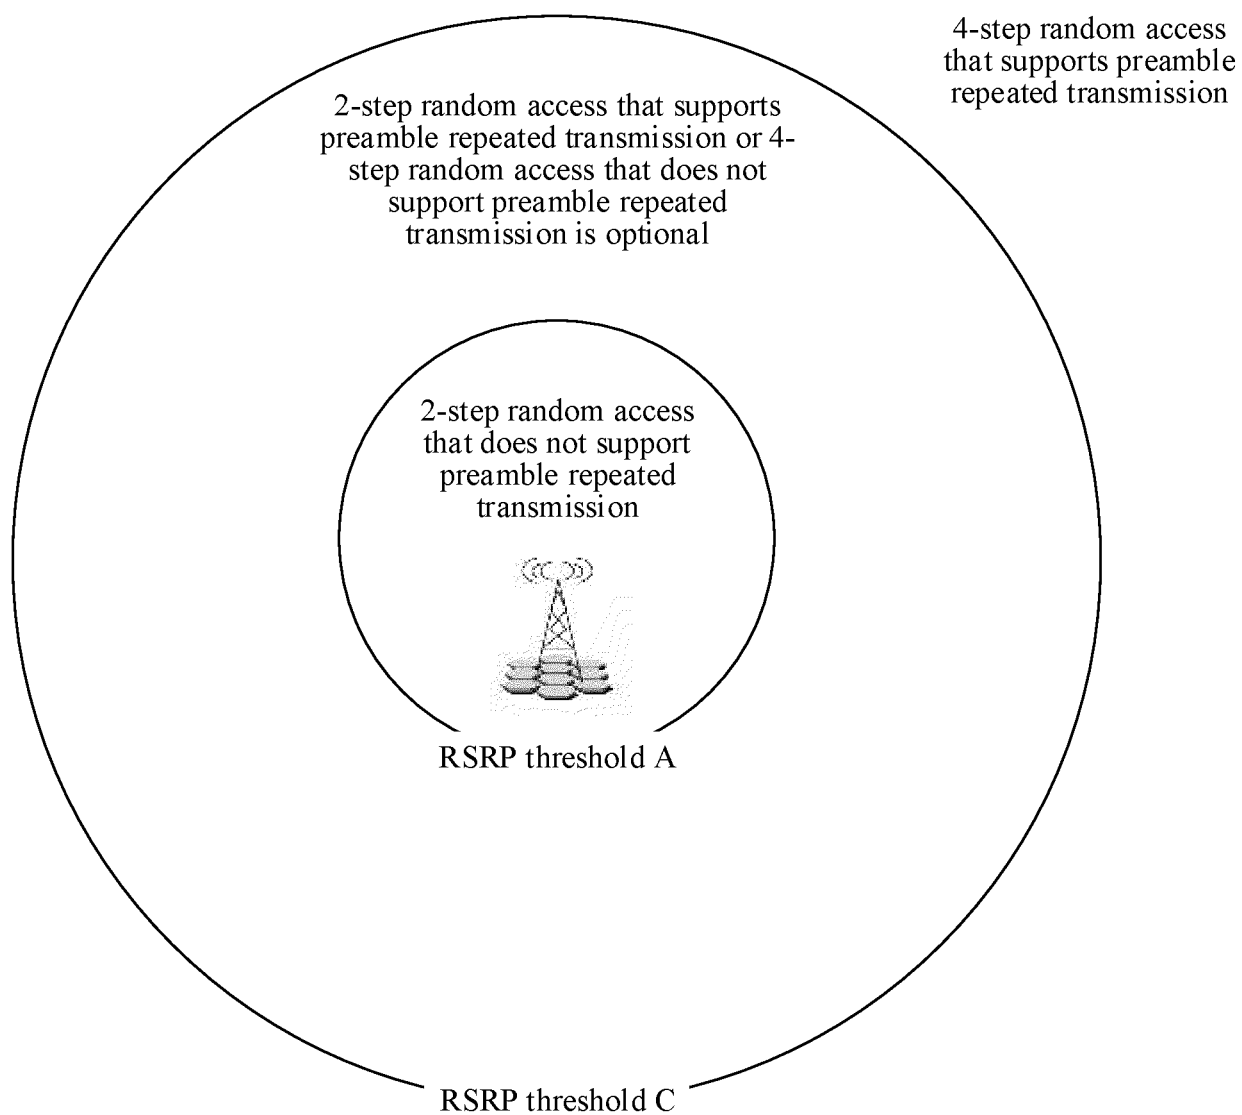 4-step random access
that supports preamble
repeated transmission
2-step random access that supports
preamble repeated transmission or 4-
step random access that does not
support preamble repeated
transmission is optional
2-step random access
that does not support
preamble repeated
transmission
RSRP threshold A
RSRP threshold C